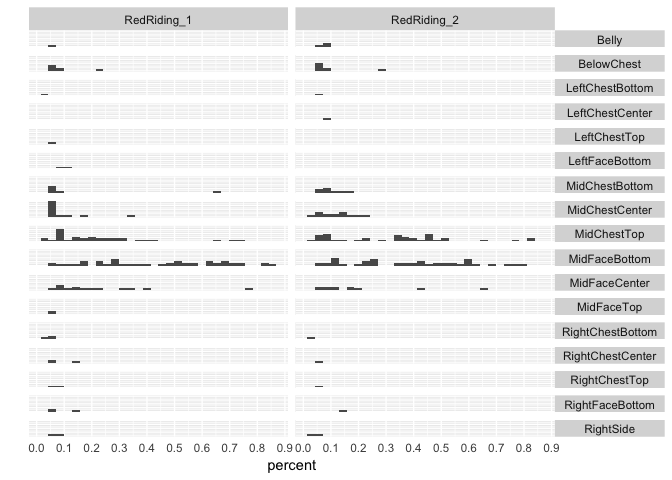 RedRiding_1 RedRiding_2
Belly
BelowChest
LeftChestBottom
LeftChestCenter
LeftChestTop
LeftFaceBottom
MidChestBottom
MidChestCenter
MidChestTop
MidFaceBottom
MidFaceCenter
MidFaceTop
RightChestBottom
RightChestCenter
RightChestTop
RightFaceBottom
RightSide
0.0 0.1 0.2 0.3 0.4 0.5 0.6 0.7 0.8 0.9 0.0 0.1 0.2 0.3 0.4 0.5 0.6 0.7 0.8 0.9
percent